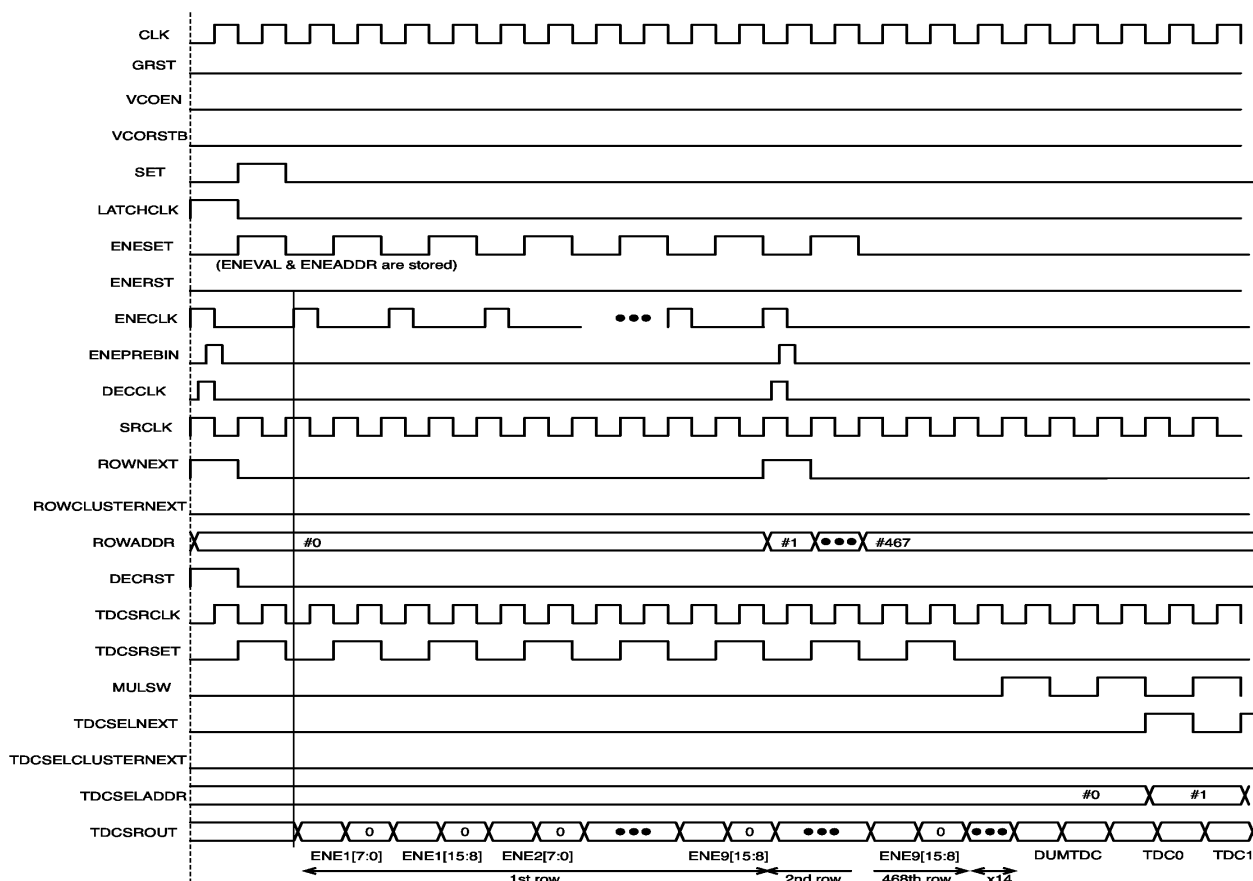 CLK
GRST
VCOEN
VCORSTB
SET
LATCHCLK
ENESET
(ENEVAL & ENEADDR are stored)
ENERST
ENECLK
ENEPREBIN
DECCLK
SRCLK
ROWNEXT
ROWCLUSTERNEXT
ROWADDR #0 #1 ●●● #467
DECRST
TDCSRCLK
TDCSRSET
MULSW
TDCSELNEXT
TDCSELCLUSTERNEXT
TDCSELADDR #0 #1
TDCSROUT 0 0 0 ●●● 0 ●●● 0 ●●●
ENE1[7:0] ENE1[15:8] ENE2[7:0] ENE9[15:8] ENE9[15:8] DUMTDC TDC0 TDC1
1st row 2nd row 468th row x14